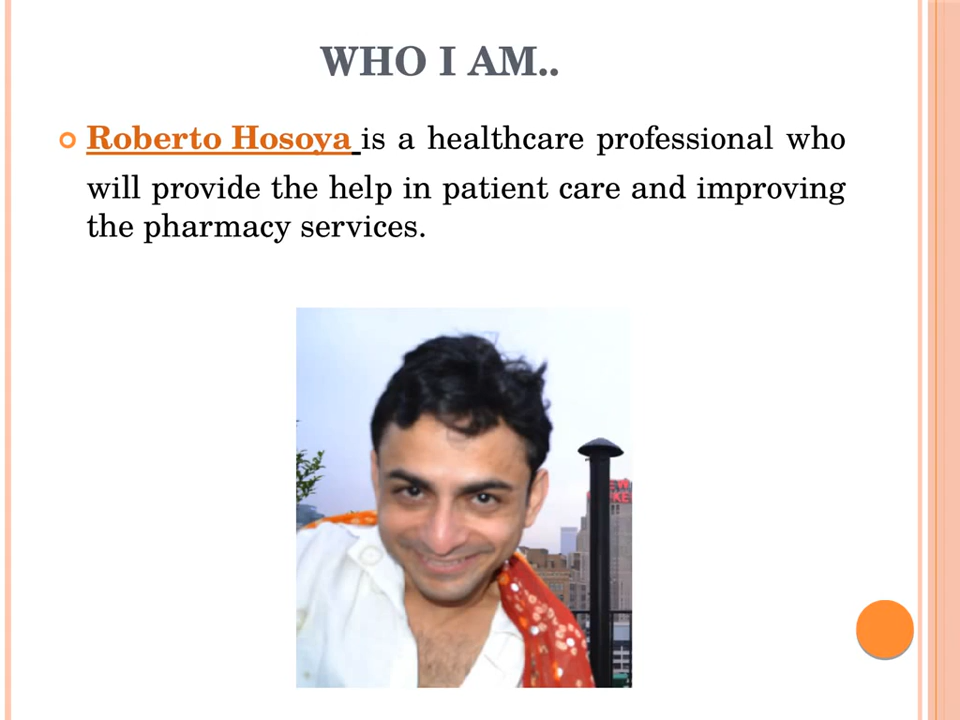 WHO I AM..
Roberto Hosoya is a healthcare professional who
will provide the help in patient care and improving
the pharmacy services.